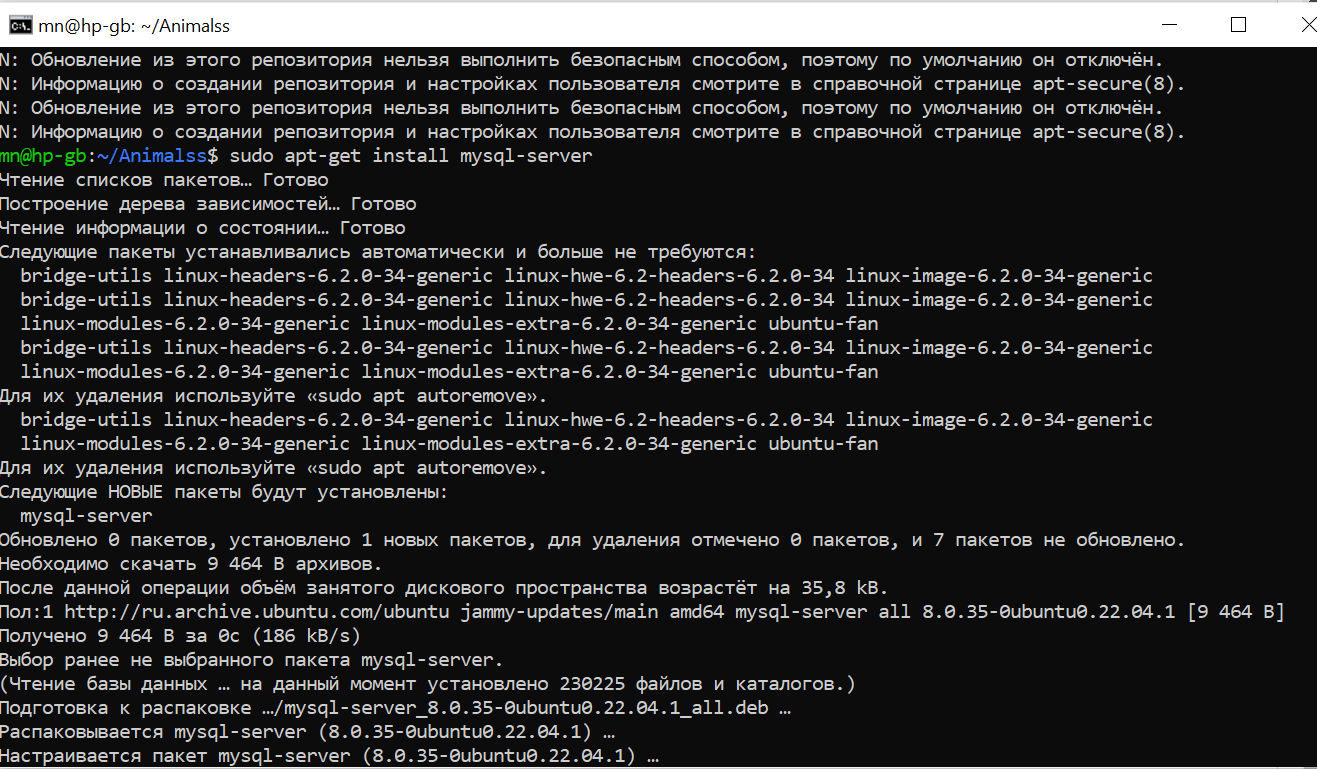 mn@hp-gb: ~/Animalss
N: Обновление из этого репозитория нельзя выполнить безопасным способом, поэтому по умолчанию он отключён.
N: Информацию о создании репозитория и настройках пользователя смотрите в справочной странице apt-secure(8).
N: Обновление из этого репозитория нельзя выполнить безопасным способом, поэтому по умолчанию он отключён.
N: Информацию о создании репозитория и настройках пользователя смотрите в справочной странице apt-secure(8).
mn@hp-gb:~/Animalss$ sudo apt-get install mysql-server
Чтение списков пакетов… Готово
Построение дерева зависимостей… Готово
Чтение информации о состоянии… Готово
Следующие пакеты устанавливались автоматически и больше не требуются:
bridge-utils linux-headers-6.2.0-34-generic linux-hwe-6.2-headers-6.2.0-34 linux-image-6.2.0-34-generic
bridge-utils linux-headers-6.2.0-34-generic linux-hwe-6.2-headers-6.2.0-34 linux-image-6.2.0-34-generic
linux-modules-6.2.0-34-generic linux-modules-extra-6.2.0-34-generic ubuntu-fan
bridge-utils linux-headers-6.2.0-34-generic linux-hwe-6.2-headers-6.2.0-34 linux-image-6.2.0-34-generic
linux-modules-6.2.0-34-generic linux-modules-extra-6.2.0-34-generic ubuntu-fan
Для их удаления используйте «sudo apt autoremove».
bridge-utils linux-headers-6.2.0-34-generic linux-hwe-6.2-headers-6.2.0-34 linux-image-6.2.0-34-generic
linux-modules-6.2.0-34-generic linux-modules-extra-6.2.0-34-generic ubuntu-fan
Для их удаления используйте «sudo apt autoremove».
Следующие НОВЫЕ пакеты будут установлены:
mysql-server
Обновлено 0 пакетов, установлено 1 новых пакетов, для удаления отмечено 0 пакетов, и 7 пакетов не обновлено.
Необходимо скачать 9 464 B архивов.
После данной операции объём занятого дискового пространства возрастёт на 35,8 kB.
Пол:1 http://ru.archive.ubuntu.com/ubuntu jammy-updates/main amd64 mysql-server all 8.0.35-0ubuntu0.22.04.1 [9 464 B]
Получено 9 464 B за 0с (186 kB/s)
Выбор ранее не выбранного пакета mysql-server.
(Чтение базы данных … на данный момент установлено 230225 файлов и каталогов.)
Подготовка к распаковке …/mysql-server_8.0.35-0ubuntu0.22.04.1_all.deb …
Распаковывается mysql-server (8.0.35-0ubuntu0.22.04.1) …
Настраивается пакет mysql-server (8.0.35-0ubuntu0.22.04.1) …